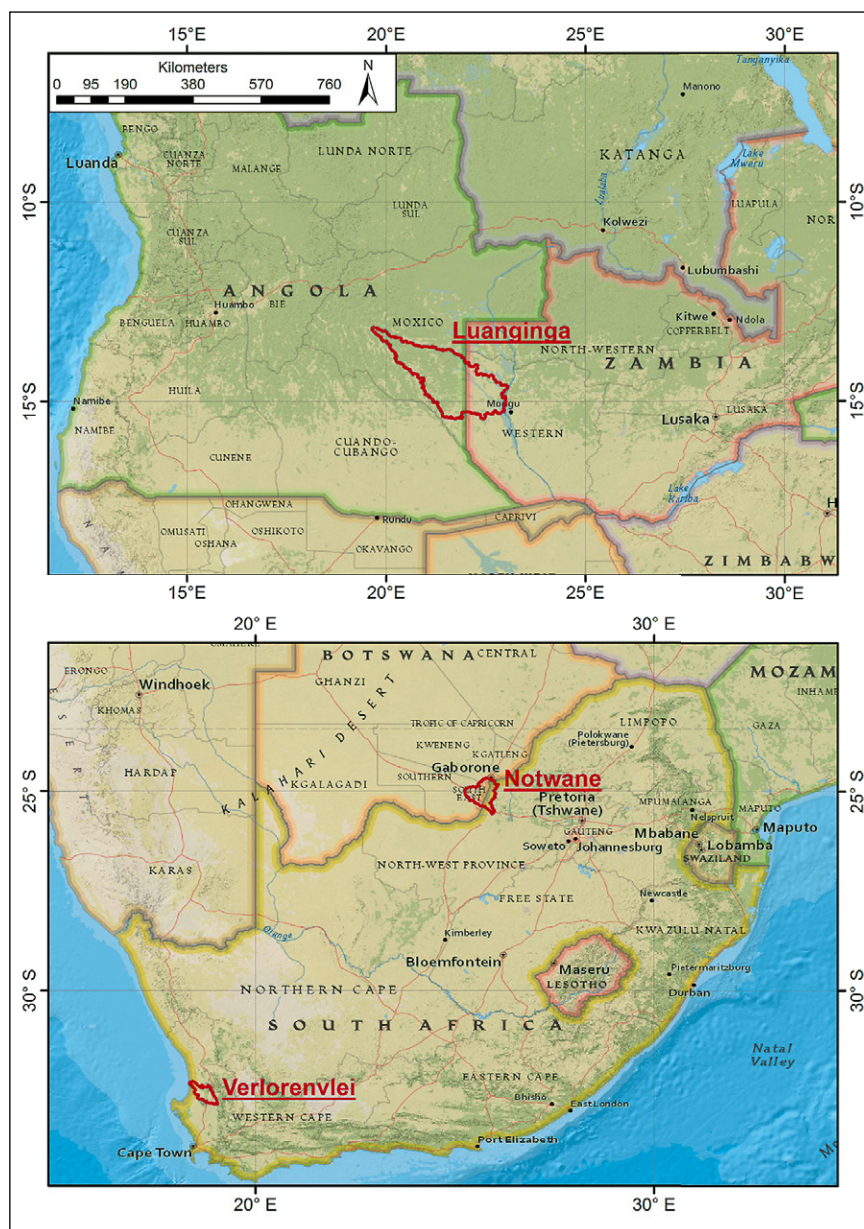 15°E 20°E 25°E 30°E
Kilometers
0 95 190 380 570 760
N
Tanganyika
Manono
BENGO
Luanda
CUANZA
NORTE
MALANGE
LUNDA NORTE
KATANGA
Lualaba
Lake
Mweru
LUAPULA
NOR
10°S
10°S
LUNDA
SUL
CUANZA
SUL
Kolwezi
Lubumbashi
ANGOLA
BIE
Huambo
HUAMBO
BENGUELA
MOXICO
Luanginga
Kitwe
Ndola
COPPERBELT
NORTH-WESTERN
ZAMBIA
HUILA
Namibe
NAMIBE
15°S
15°S
Mongu
WESTERN
Lusaka
LUSAKA
CUANDO-
CUBANGO
CUNENE
Lake
Kariba
OHANGWENA
Rundu
CAPRIVI
H
OMUSATI
OSHIKOTO
OSHANA
OKAVANGO
N A M
ZIMBABW
15°E 20°E 25°E 30°E
20°E 30°E
BOTSWANA
CENTRAL
MOZAM
ERONGO
Windhoek
KHOMAS
GHANZI
INHAME
LIMPOPO
GAZA
TROPIC OF CAPRICORN
Polokwane
(Pietersburg)
KWENENG
KGATLENG
E S E R T
HARDAP
KALAHARI DESERT
Gaborone
SOUTHERN
SOUTH
EAST
Notwane
KGALAGADI
25°S
25°S
Pretoria
(Tshwane)
MPUMALANGA
Nelspruit
MAPUTO
Maputo
Mbabane
Lobamba
SWAZILAND
GAUTENG
Soweto
Johannesburg
NORTH-WEST PROVINCE
KARAS
FREE STATE
Newcastle
Orange
Kimberley
KWAZULU NATAL
Bloemfontein
Maseru
LESOTHO
Pietermaritzburg
Durban
30°S
30°S
NORTHERN CAPE
SOUTH AFRICA
Natal
Valley
Verlorenvlei
EASTERN CAPE
WESTERN CAPE
Bhisho
East London
Cape Town
Port Elizabeth
20° E 30° E